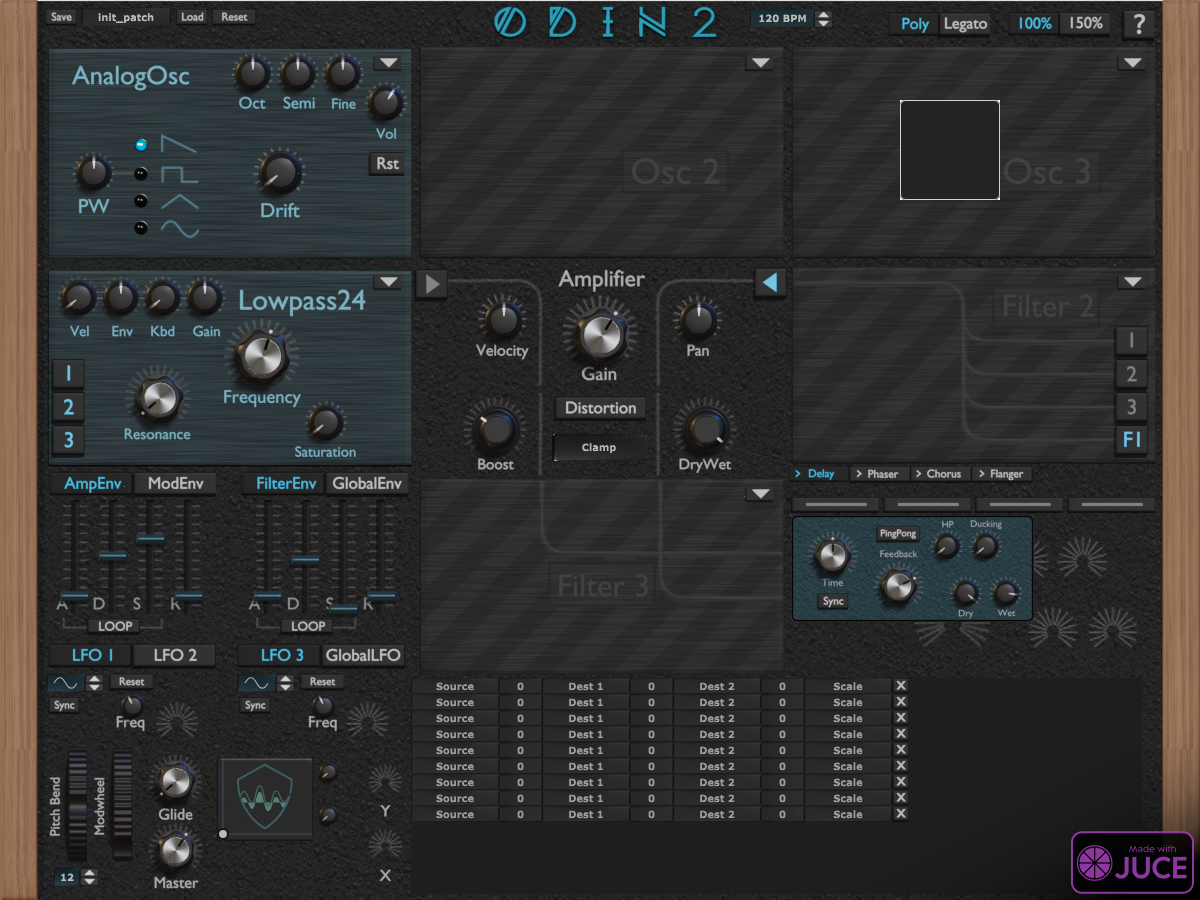 Save init_patch Load Reset
ØDIN 2
120 BPM
Poly Legato 100% 150% ?
AnalogOsc
Oct Semi Fine
Vol
Rst
PW
Drift
Osc 2
Osc 3
Lowpass24
Vel Env Kbd Gain
Frequency
Resonance
Saturation
1
2
3
Amplifier
Velocity
Gain
Pan
Distortion
Clamp
Boost
DryWet
Filter 2
1
2
3
F1
AmpEnv ModEnv FilterEnv GlobalEnv
A D S R
LOOP
A D S R
LOOP
Filter 3
> Delay > Phaser > Chorus > Flanger
PingPong
HP Ducking
Feedback
Time
Sync
Dry Wet
LFO 1 LFO 2 LFO 3 GlobalLFO
Reset
Sync
Freq
Reset
Sync
Freq
Source 0 Dest 1 0 Dest 2 0 Scale X
Source 0 Dest 1 0 Dest 2 0 Scale X
Source 0 Dest 1 0 Dest 2 0 Scale X
Source 0 Dest 1 0 Dest 2 0 Scale X
Source 0 Dest 1 0 Dest 2 0 Scale X
Source 0 Dest 1 0 Dest 2 0 Scale X
Source 0 Dest 1 0 Dest 2 0 Scale X
Source 0 Dest 1 0 Dest 2 0 Scale X
Source 0 Dest 1 0 Dest 2 0 Scale X
Pitch Bend
Modwheel
Glide
Master
12
Y
X
Made with
JUCE